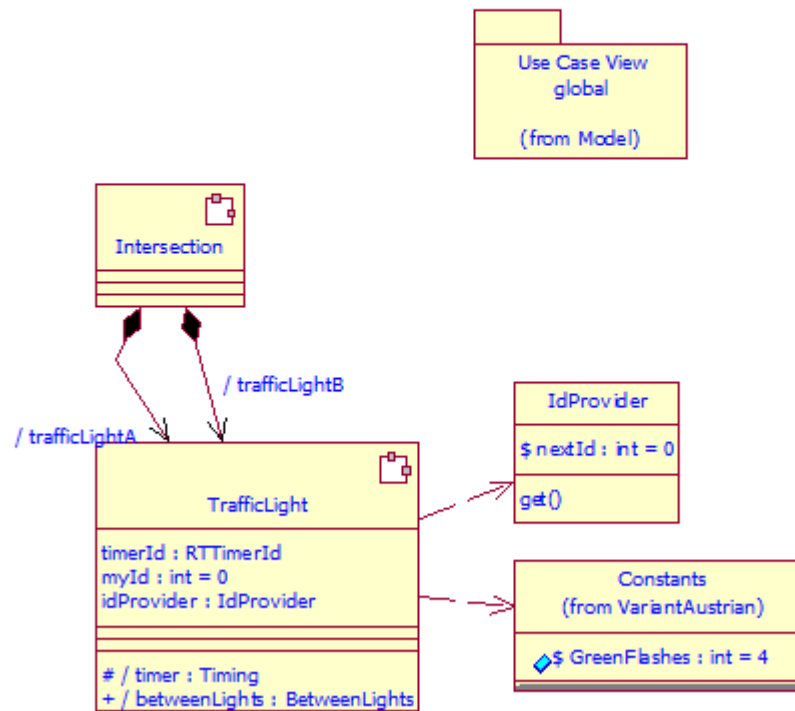 Use Case View
global
(from Model)
Intersection
/ trafficLightB
/ trafficLightA
IdProvider
$ nextId : int = 0
get()
TrafficLight
timerId : RTTimerId
myId : int = 0
idProvider : IdProvider
# / timer : Timing
+ / betweenLights : BetweenLights
Constants
(from VariantAustrian)
$ GreenFlashes : int = 4